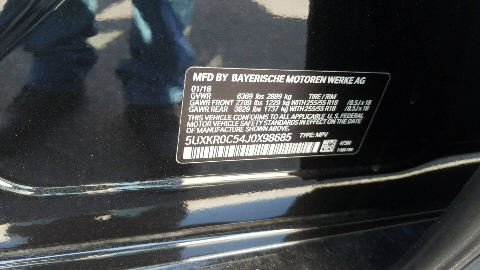 MFD BY BAYERISCHE MOTOREN WERKE AG
01/18
GVWR 6389 lbs 2899 kg TIRE / RIM
GAWR FRONT 2709 lbs 1229 kg WITH 255/55 R18 / 8.5J x 18
GAWR REAR 3829 lbs 1737 kg WITH 255/55 R18 / 8.5J x 18
THIS VEHICLE CONFORMS TO ALL APPLICABLE U.S. FEDERAL
MOTOR VEHICLE SAFETY STANDARDS IN EFFECT ON THE DATE OF
MANUFACTURE SHOWN ABOVE.
5UXKR0C54J0X98685 TYPE: MPV